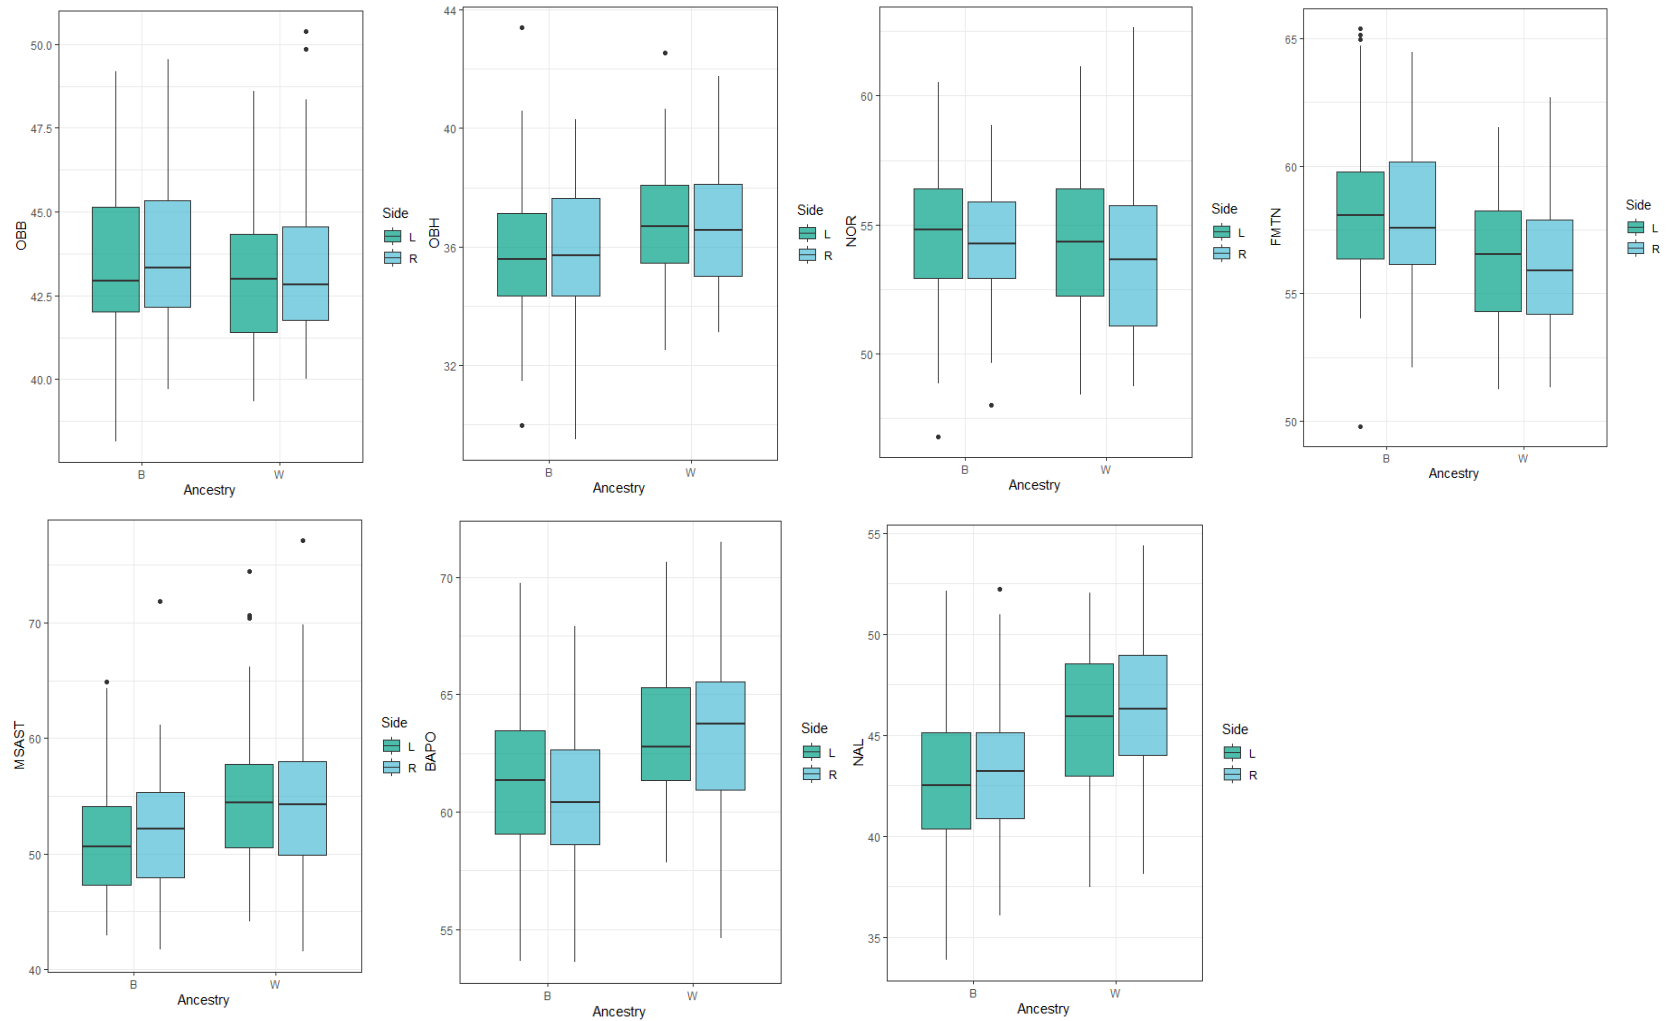 OBB
50.0
47.5
45.0
42.5
40.0
B
W
Ancestry
Side
L
R
OBH
44
40
36
32
B
W
Ancestry
Side
L
R
NOR
60
55
50
B
W
Ancestry
Side
L
R
FMTN
65
60
55
50
B
W
Ancestry
Side
L
R
MSAST
70
60
50
40
B
W
Ancestry
Side
L
R
BAPO
70
65
60
55
B
W
Ancestry
Side
L
R
NAL
55
50
45
40
35
B
W
Ancestry
Side
L
R